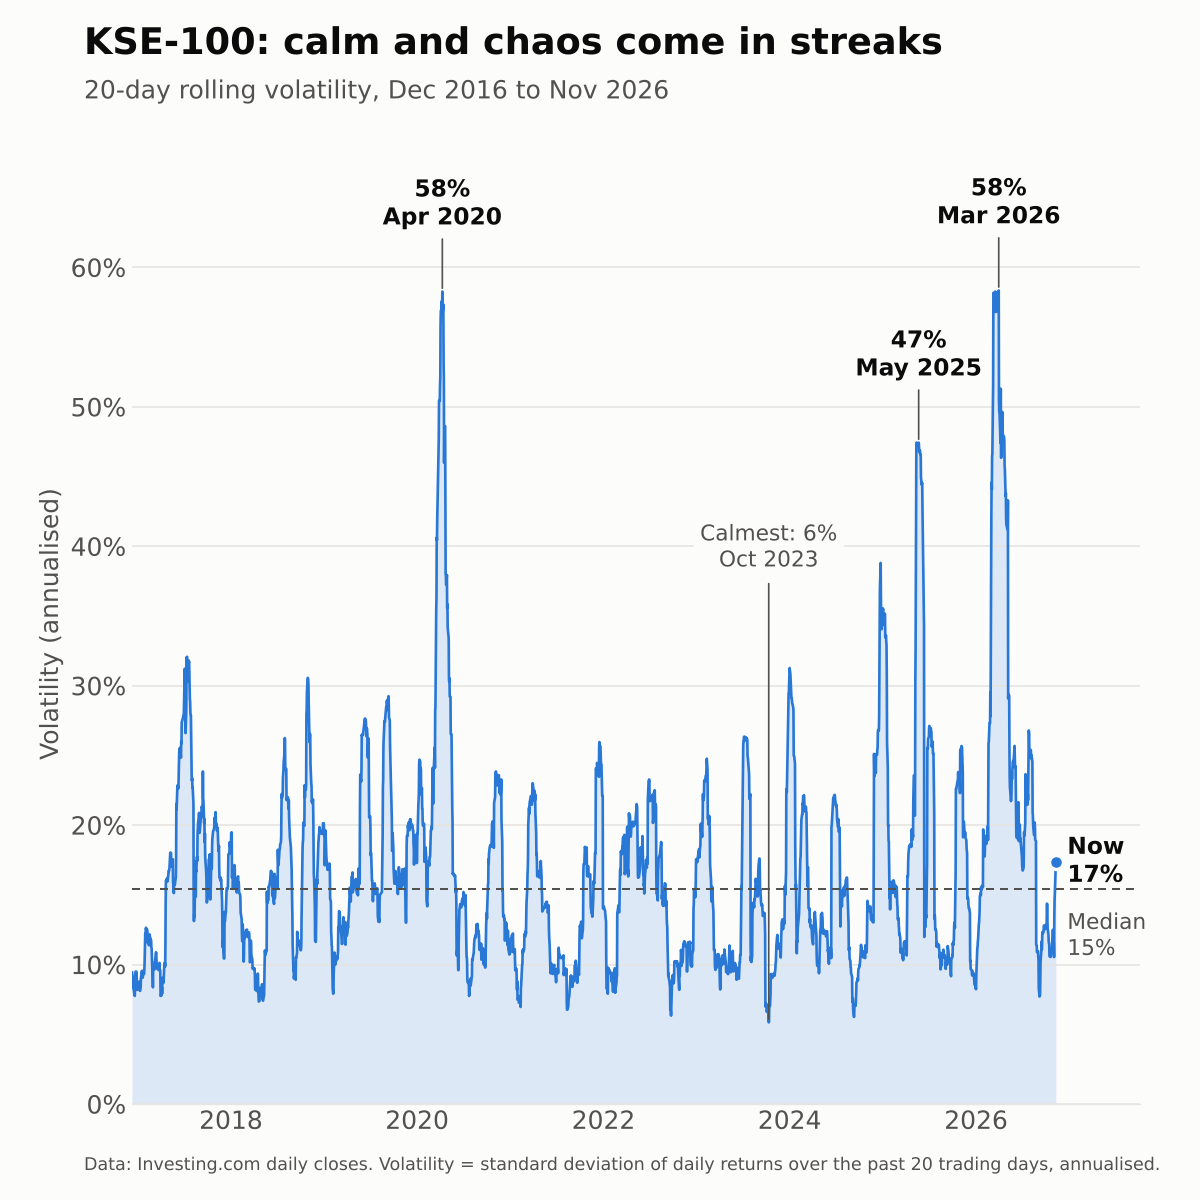 KSE-100: calm and chaos come in streaks
20-day rolling volatility, Dec 2016 to Nov 2026
58%
Apr 2020
58%
Mar 2026
47%
May 2025
Calmest: 6%
Oct 2023
Now
17%
Median
15%
Volatility (annualised)
60%
50%
40%
30%
20%
10%
0%
2018 2020 2022 2024 2026
Data: Investing.com daily closes. Volatility = standard deviation of daily returns over the past 20 trading days, annualised.